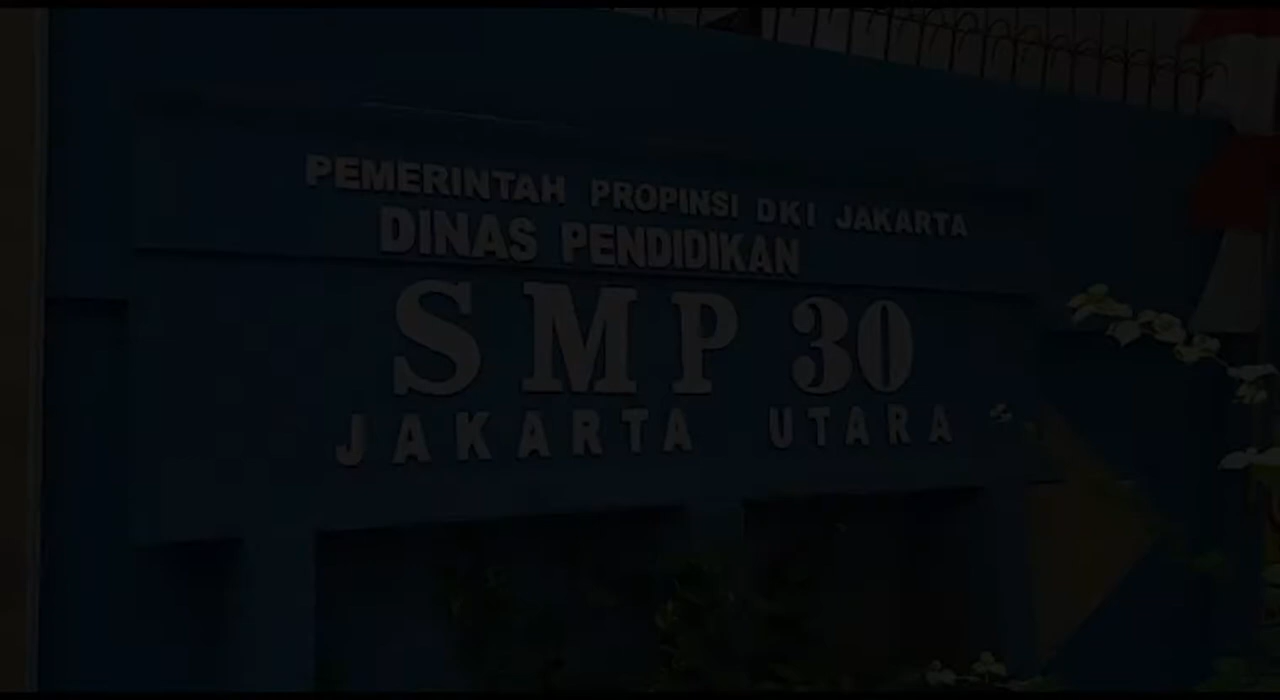 PEMERINTAH PROPINSI DKI JAKARTA
DINAS PENDIDIKAN
SMP 30
JAKARTA UTARA